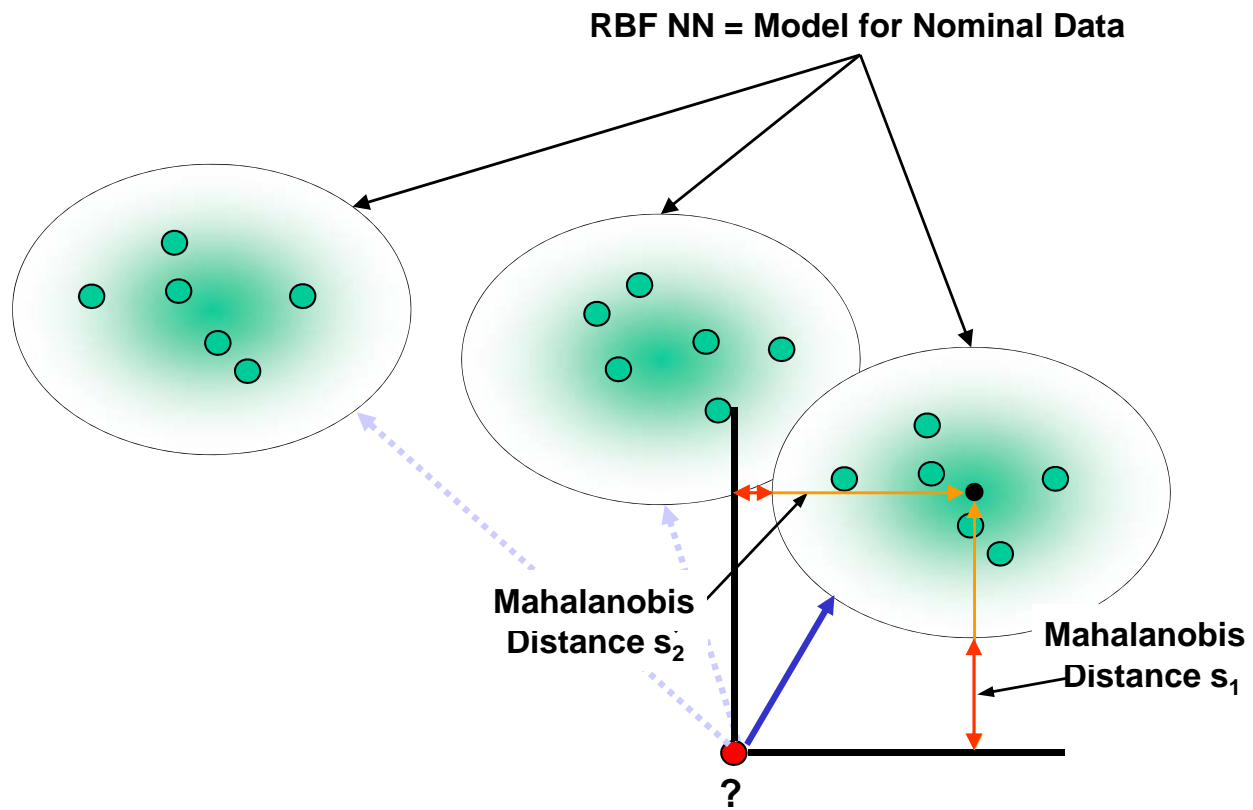 RBF NN = Model for Nominal Data
Mahalanobis
Distance s₂
Mahalanobis
Distance s₁
?